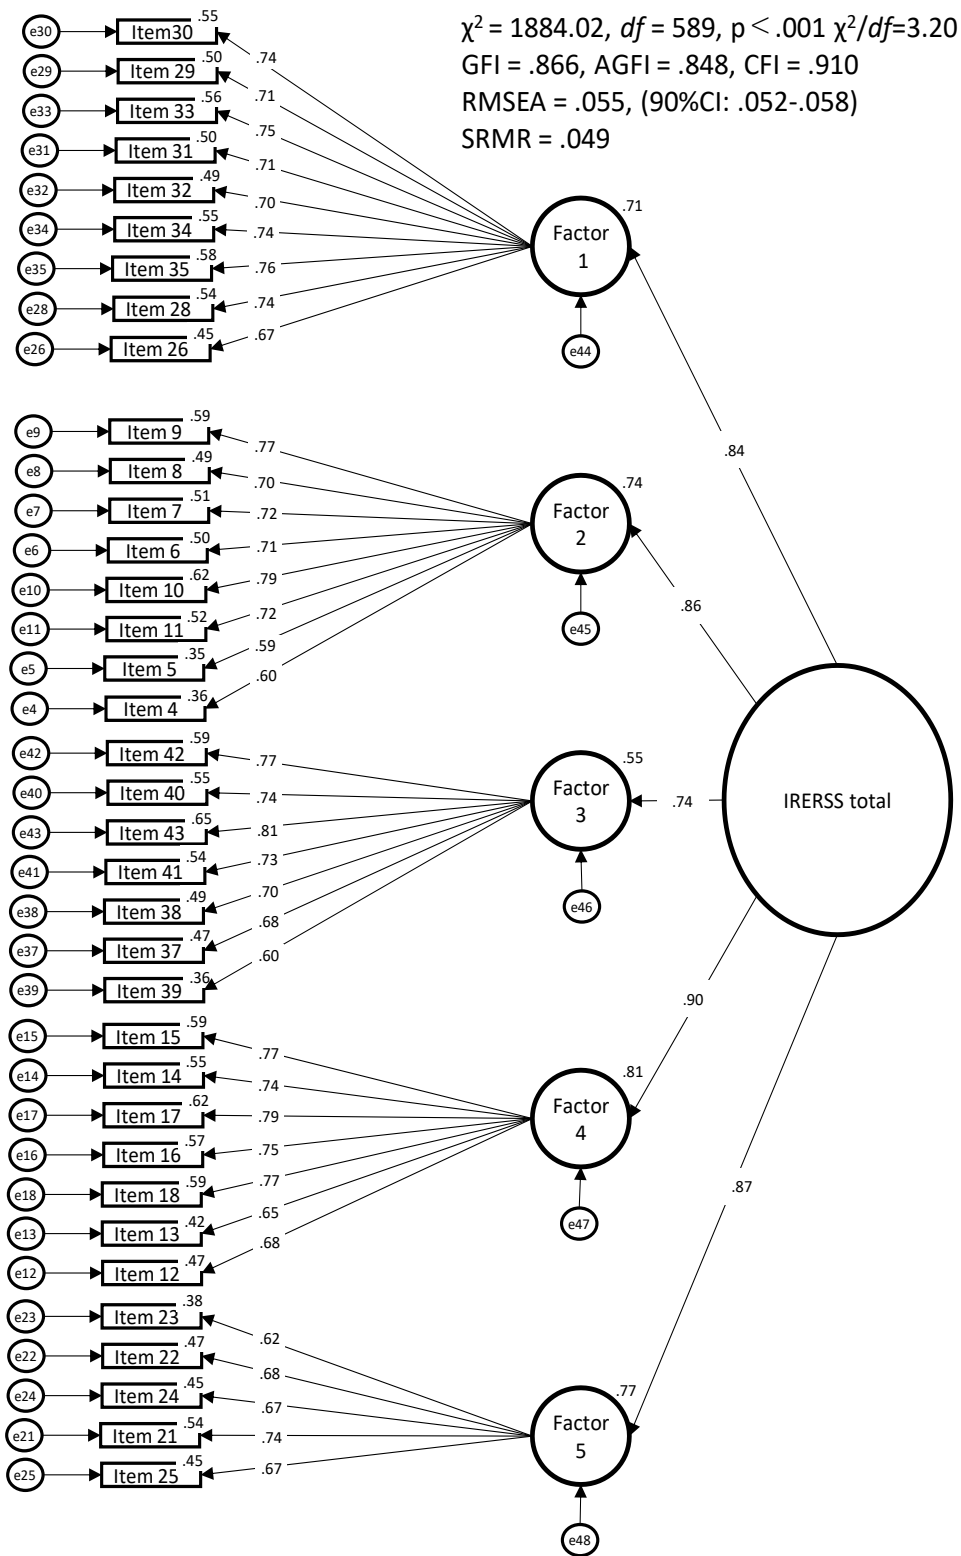 χ² = 1884.02, df = 589, p < .001 χ²/df=3.20
GFI = .866, AGFI = .848, CFI = .910
RMSEA = .055, (90%CI: .052-.058)
SRMR = .049
e30 Item30 .55 .74
e29 Item 29 .50 .71
e33 Item 33 .56 .75
e31 Item 31 .50 .71
e32 Item 32 .49 .70
e34 Item 34 .55 .74
e35 Item 35 .58 .76
e28 Item 28 .54 .74
e26 Item 26 .45 .67
Factor
1
.71
e44
.84
e9 Item 9 .59 .77
e8 Item 8 .49 .70
e7 Item 7 .51 .72
e6 Item 6 .50 .71
e10 Item 10 .62 .79
e11 Item 11 .52 .72
e5 Item 5 .35 .59
e4 Item 4 .36 .60
Factor
2
.74
e45
.86
e42 Item 42 .59 .77
e40 Item 40 .55 .74
e43 Item 43 .65 .81
e41 Item 41 .54 .73
e38 Item 38 .49 .70
e37 Item 37 .47 .68
e39 Item 39 .36 .60
Factor
3
.55
e46
.74
IRERSS total
e15 Item 15 .59 .77
e14 Item 14 .55 .74
e17 Item 17 .62 .79
e16 Item 16 .57 .75
e18 Item 18 .59 .77
e13 Item 13 .42 .65
e12 Item 12 .47 .68
Factor
4
.81
e47
.90
e23 Item 23 .38 .62
e22 Item 22 .47 .68
e24 Item 24 .45 .67
e21 Item 21 .54 .74
e25 Item 25 .45 .67
Factor
5
.77
e48
.87